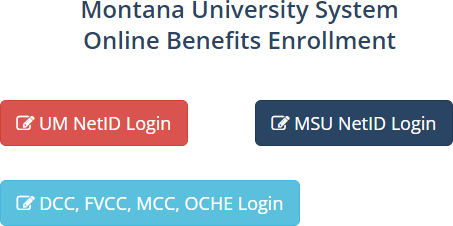 Montana University System
Online Benefits Enrollment
UM NetID Login
MSU NetID Login
DCC, FVCC, MCC, OCHE Login